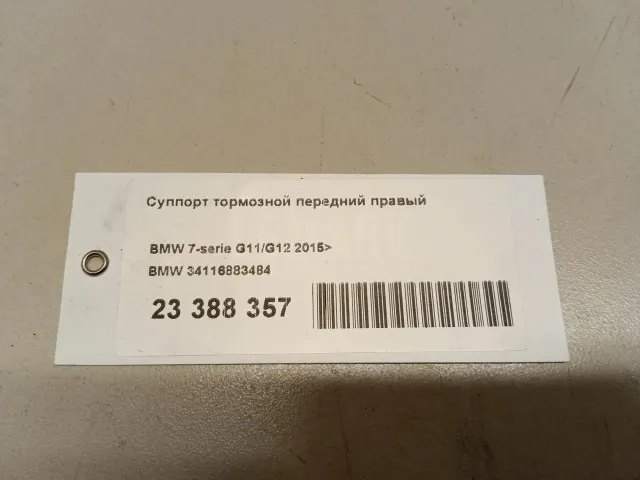 Суппорт тормозной передний правый
BMW 7-serie G11/G12 2015>
BMW 34116883484
23 388 357